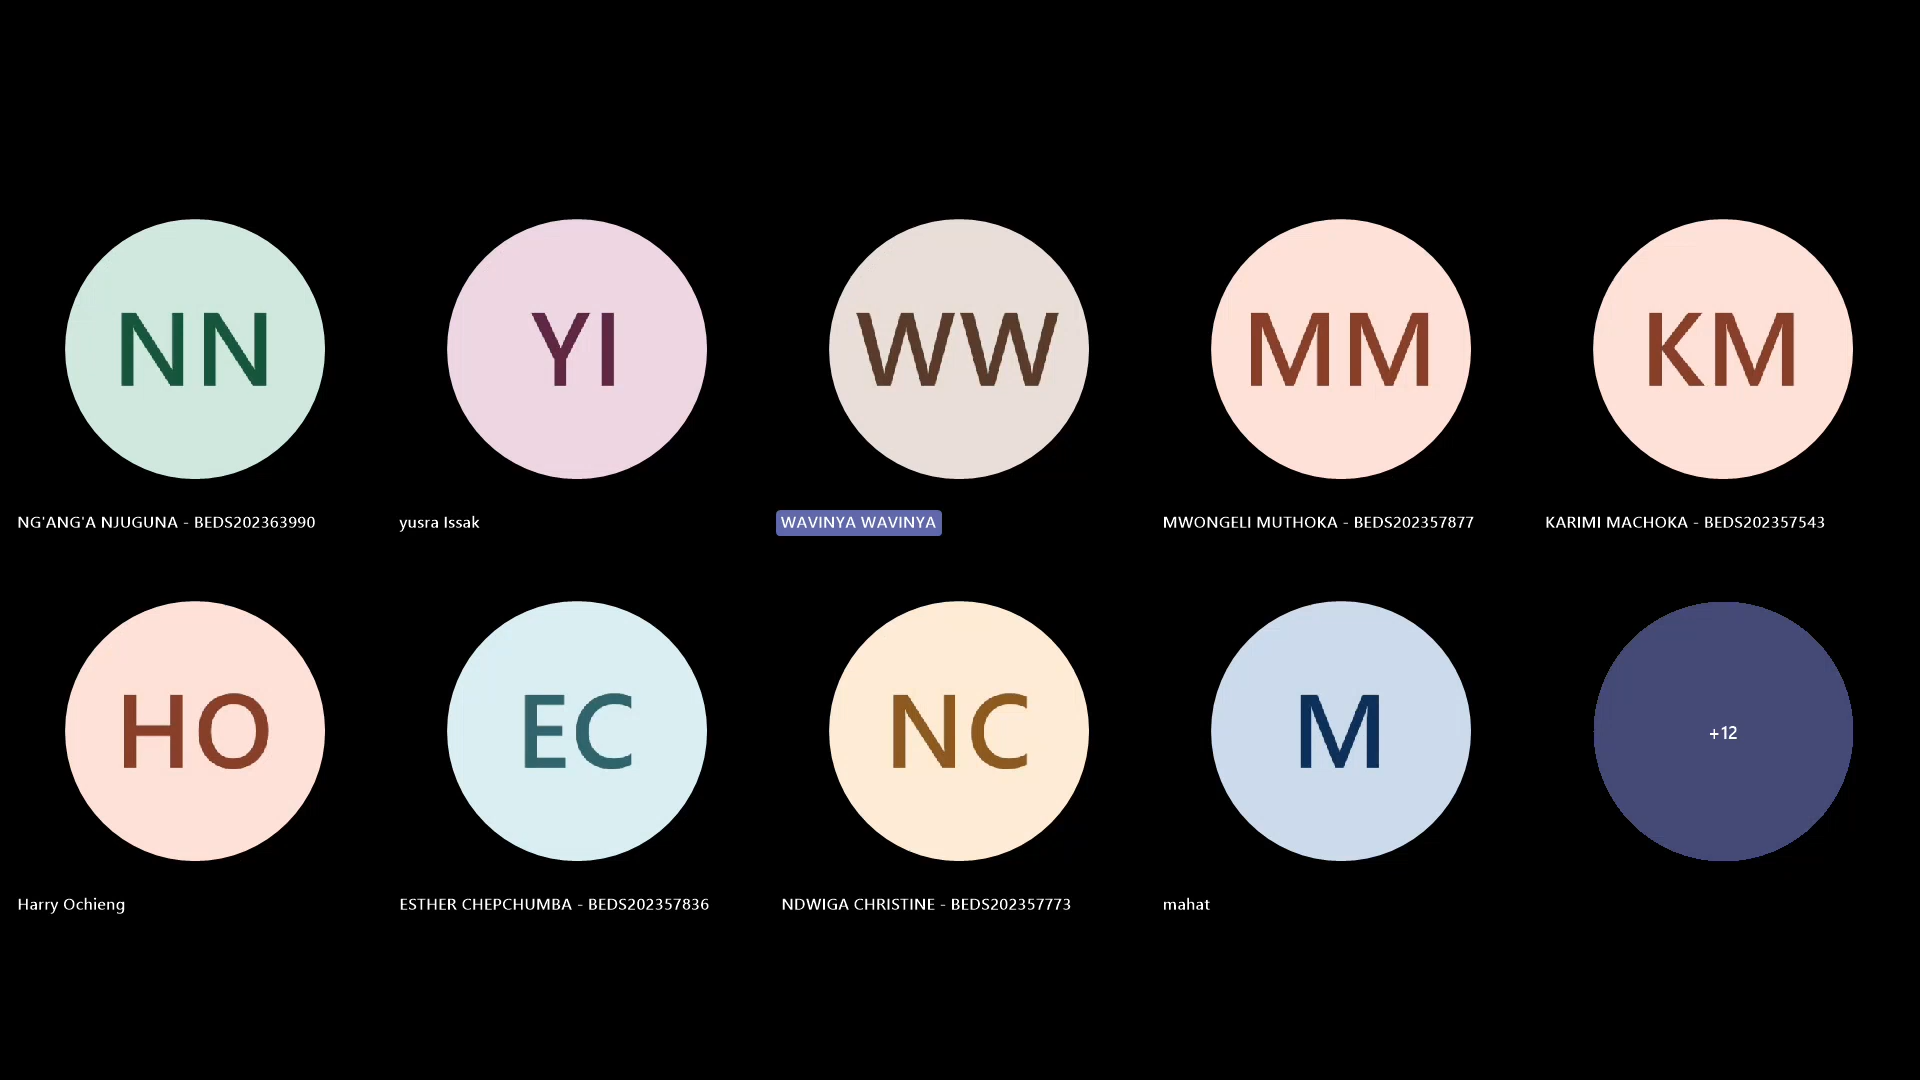 NN
YI
WW
MM
KM
NG'ANG'A NJUGUNA - BEDS202363990
yusra Issak
WAVINYA WAVINYA
MWONGELI MUTHOKA - BEDS202357877
KARIMI MACHOKA - BEDS202357543
HO
EC
NC
M
+12
Harry Ochieng
ESTHER CHEPCHUMBA - BEDS202357836
NDWIGA CHRISTINE - BEDS202357773
mahat